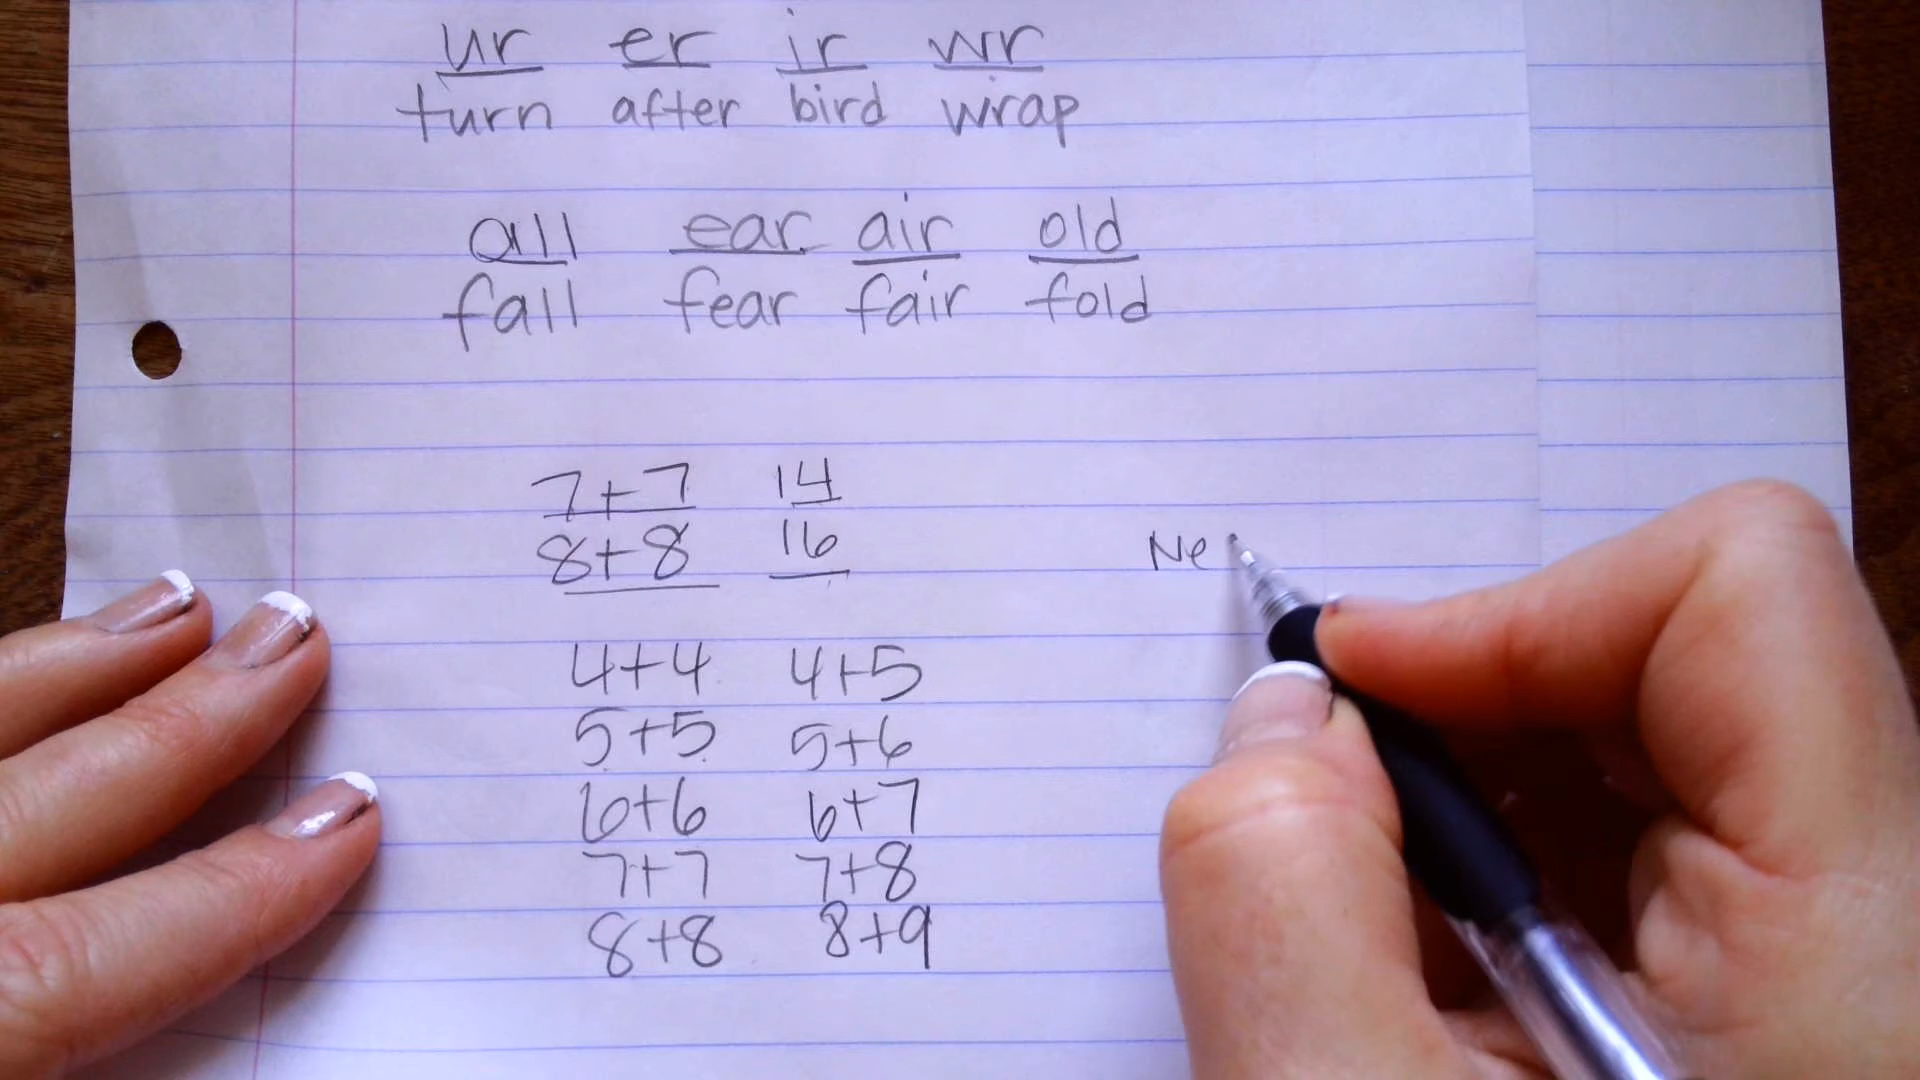 ur er ir wr
turn after bird wrap
all ear air old
fall fear fair fold
7+7 14
8+8 16
Ne
4+4 4+5
5+5 5+6
6+6 6+7
7+7 7+8
8+8 8+9